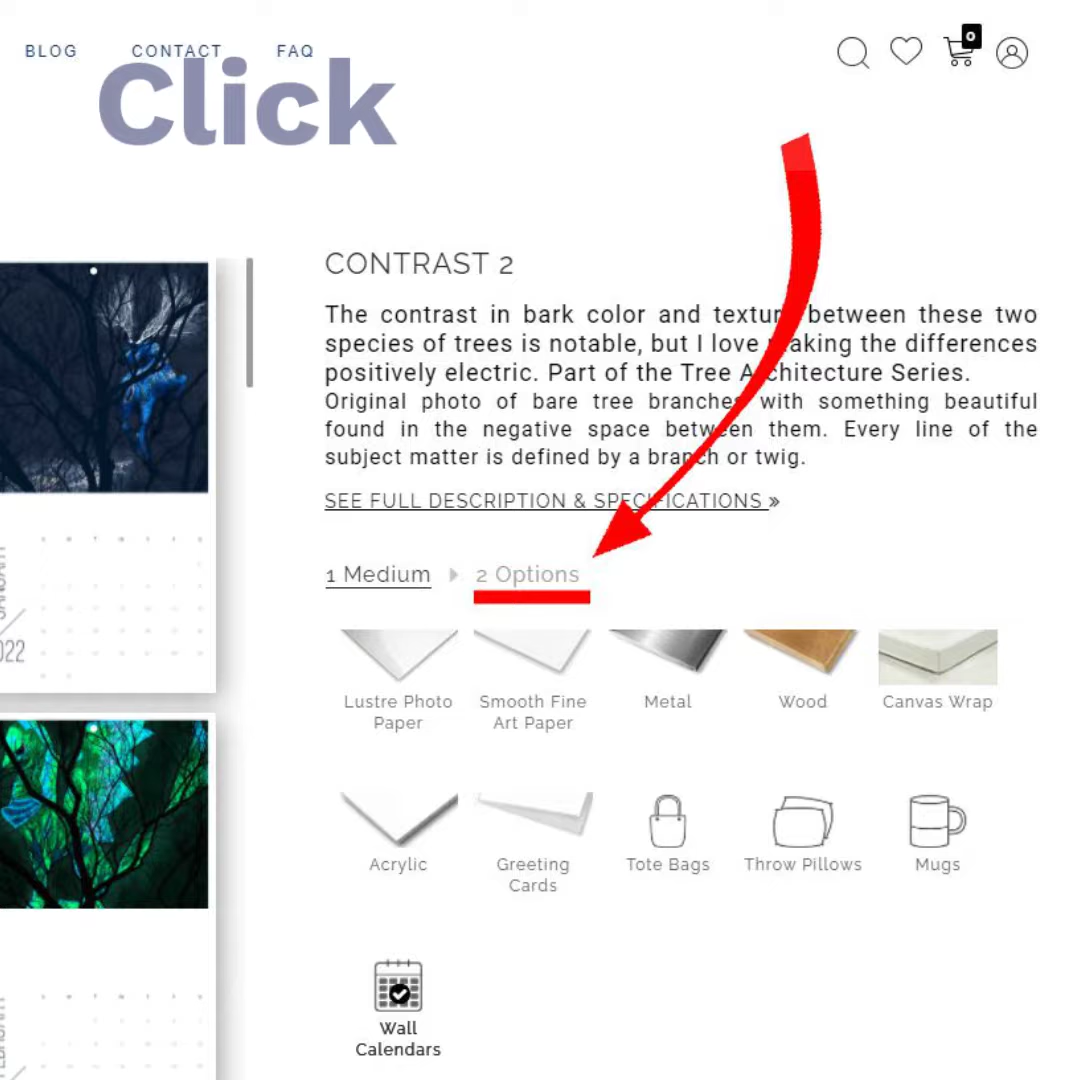 BLOG CONTACT FAQ
0
Click
CONTRAST 2
The contrast in bark color and texture between these two
species of trees is notable, but I love making the differences
positively electric. Part of the Tree Architecture Series.
Original photo of bare tree branches with something beautiful
found in the negative space between them. Every line of the
subject matter is defined by a branch or twig.
SEE FULL DESCRIPTION & SPECIFICATIONS »
1 Medium 2 Options
Lustre Photo
Paper
Smooth Fine
Art Paper
Metal
Wood
Canvas Wrap
Acrylic
Greeting
Cards
Tote Bags
Throw Pillows
Mugs
Wall
Calendars